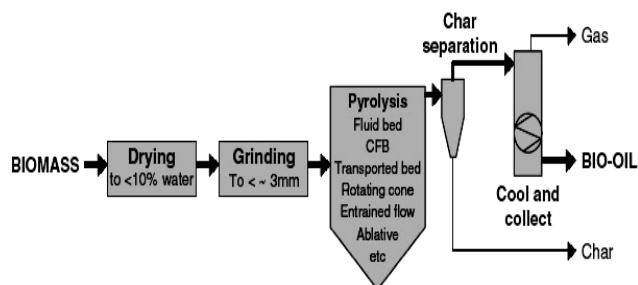 BIOMASS
Drying
to <10% water
Grinding
To < ~ 3mm
Pyrolysis
Fluid bed
CFB
Transported bed
Rotating cone
Entrained flow
Ablative
etc
Char
separation
Gas
BIO-OIL
Cool and
collect
Char